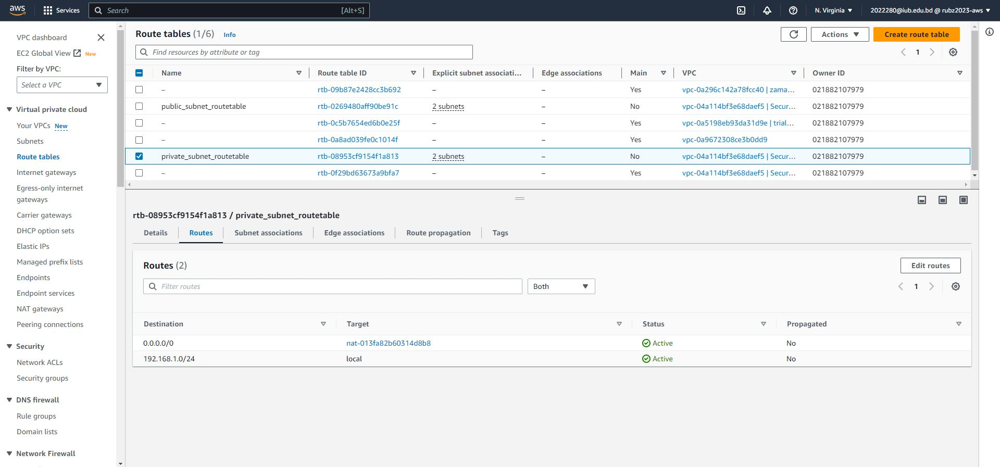 aws
Services
Search [Alt+S]
N. Virginia
2022280@iub.edu.bd @ rubz2023-aws
VPC dashboard
EC2 Global View New
Filter by VPC:
Select a VPC
Virtual private cloud
Your VPCs New
Subnets
Route tables
Internet gateways
Egress-only internet
gateways
Carrier gateways
DHCP option sets
Elastic IPs
Managed prefix lists
Endpoints
Endpoint services
NAT gateways
Peering connections
Security
Network ACLs
Security groups
DNS firewall
Rule groups
Domain lists
Network Firewall
Route tables (1/6) Info
Actions
Create route table
Find resources by attribute or tag
1
Name Route table ID Explicit subnet associati... Edge associations Main VPC Owner ID
– rtb-09b87e2428cc3b692 – – Yes vpc-0a296c142a78fcc40 | zama... 021882107979
public_subnet_routetable rtb-0269480aff90be91c 2 subnets – No vpc-04a114bf3e68daef5 | Secur... 021882107979
– rtb-0c5b7654ed6b0e25f – – Yes vpc-0a5198eb93da31d9e | trial... 021882107979
– rtb-0a8ad039fe0c1014f – – Yes vpc-0a9672308ce3b0dd9 021882107979
private_subnet_routetable rtb-08953cf9154f1a813 2 subnets – No vpc-04a114bf3e68daef5 | Secur... 021882107979
– rtb-0f29bd63673a9bfa7 – – Yes vpc-04a114bf3e68daef5 | Secur... 021882107979
rtb-08953cf9154f1a813 / private_subnet_routetable
Details Routes Subnet associations Edge associations Route propagation Tags
Routes (2)
Edit routes
Filter routes
Both
1
Destination Target Status Propagated
0.0.0.0/0 nat-013fa82b60314d8b8 Active No
192.168.1.0/24 local Active No